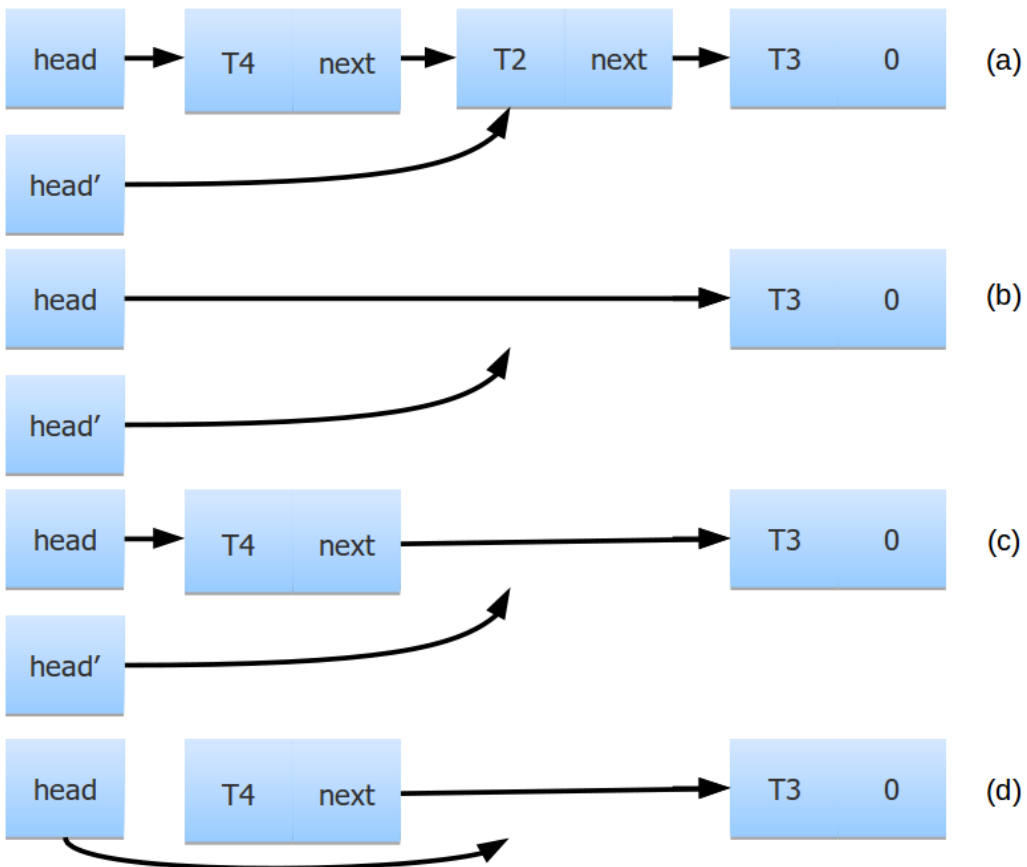 head T4 next T2 next T3 0 (a)
head’
head T3 0 (b)
head’
head T4 next T3 0 (c)
head’
head T4 next T3 0 (d)